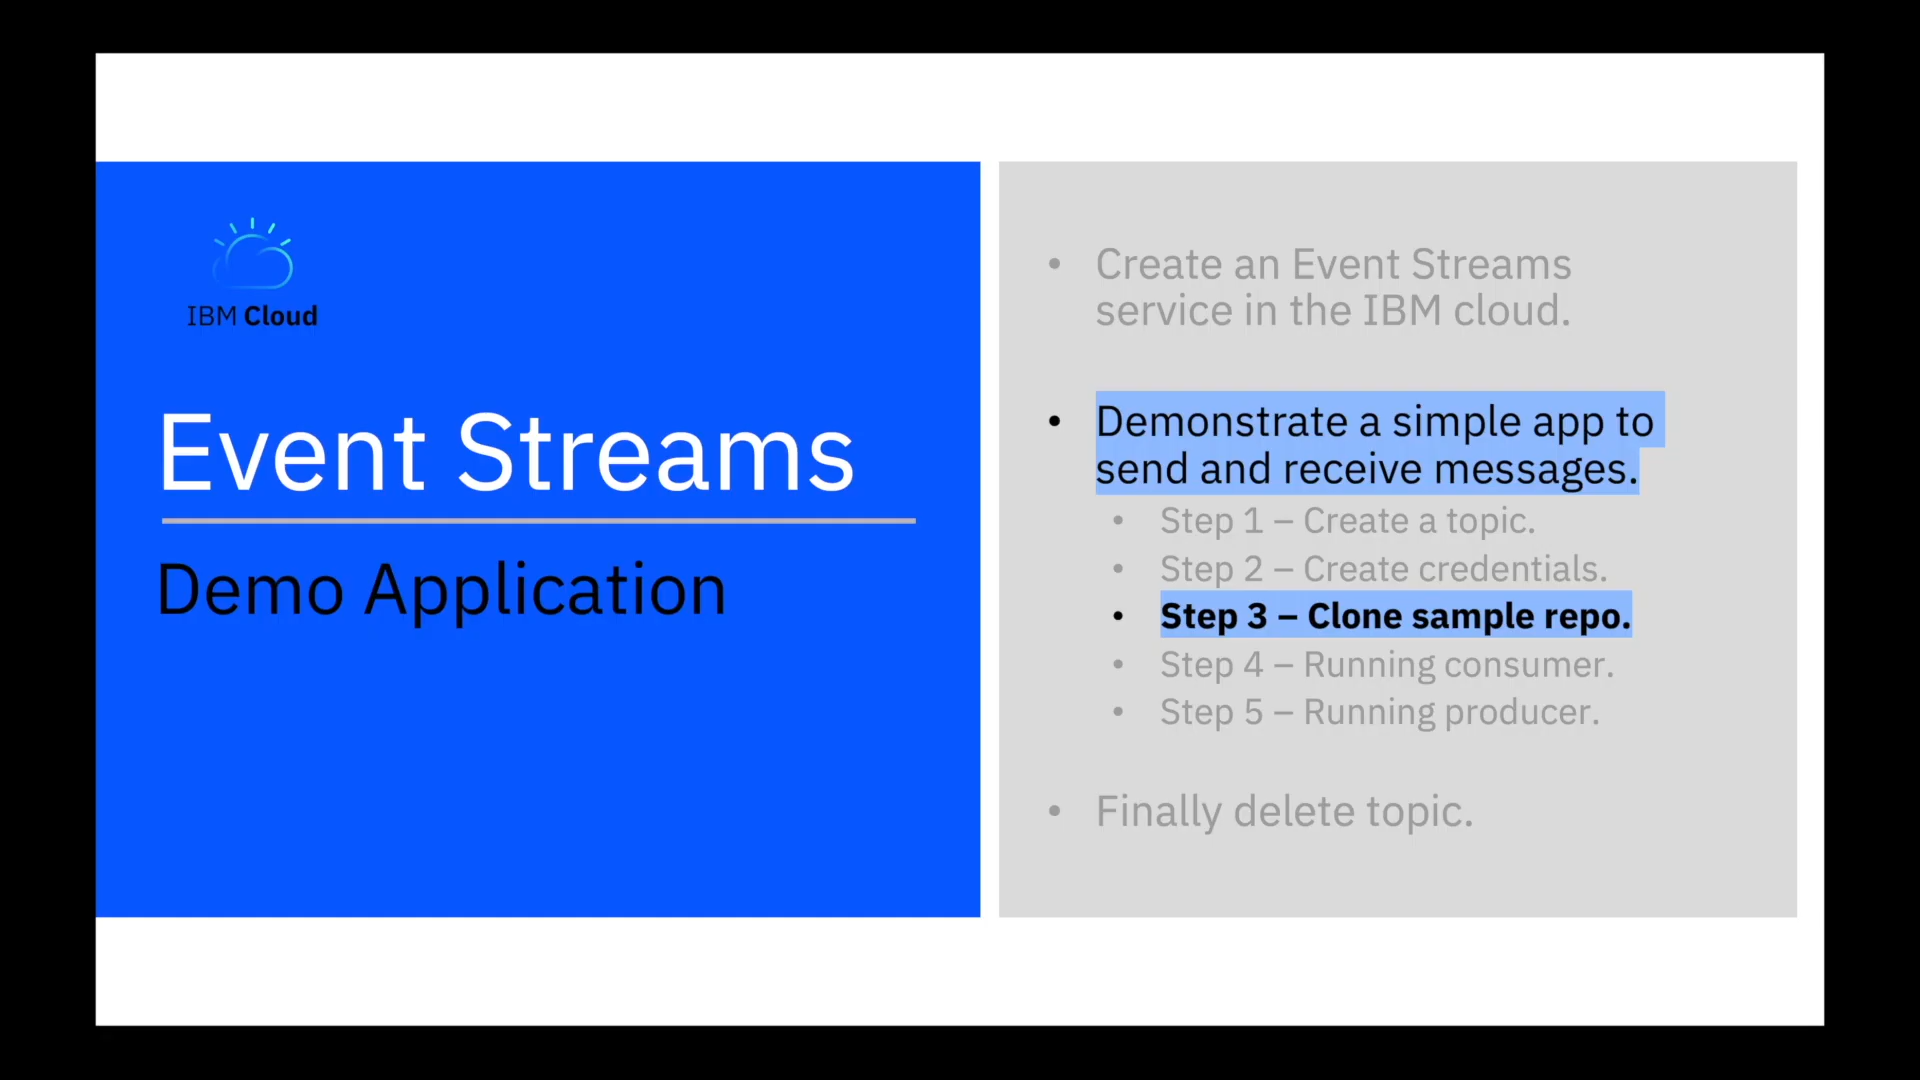 IBM Cloud
Event Streams
Demo Application
• Create an Event Streams
service in the IBM cloud.
• Demonstrate a simple app to
send and receive messages.
• Step 1 – Create a topic.
• Step 2 – Create credentials.
• Step 3 – Clone sample repo.
• Step 4 – Running consumer.
• Step 5 – Running producer.
• Finally delete topic.